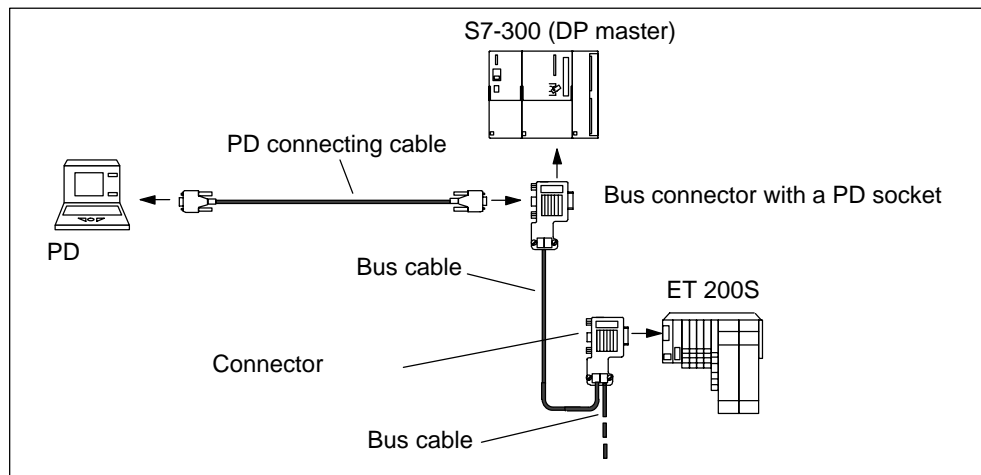 S7-300 (DP master)
PD connecting cable
Bus connector with a PD socket
PD
Bus cable
ET 200S
Connector
Bus cable